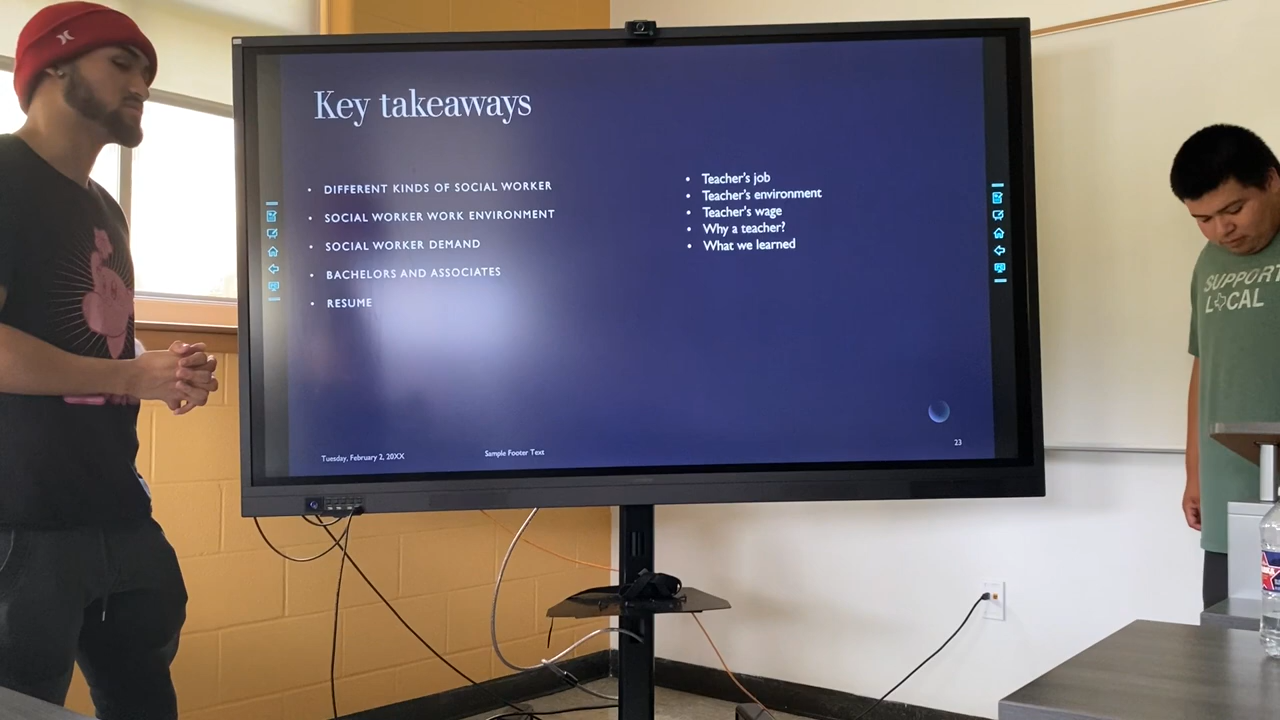 Key takeaways
• DIFFERENT KINDS OF SOCIAL WORKER
• SOCIAL WORKER WORK ENVIRONMENT
• SOCIAL WORKER DEMAND
• BACHELORS AND ASSOCIATES
• RESUME
• Teacher's job
• Teacher's environment
• Teacher's wage
• Why a teacher?
• What we learned
Tuesday, February 2, 20XX
Sample Footer Text
23
SUPPORT
LOCAL